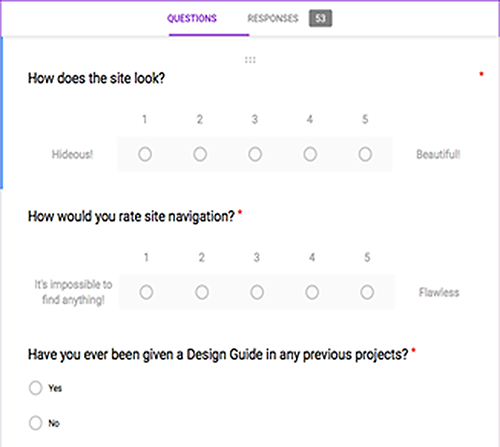 QUESTIONS RESPONSES 53
How does the site look? *
1 2 3 4 5
Hideous! Beautiful!
How would you rate site navigation? *
1 2 3 4 5
It's impossible to
find anything! Flawless
Have you ever been given a Design Guide in any previous projects? *
Yes
No